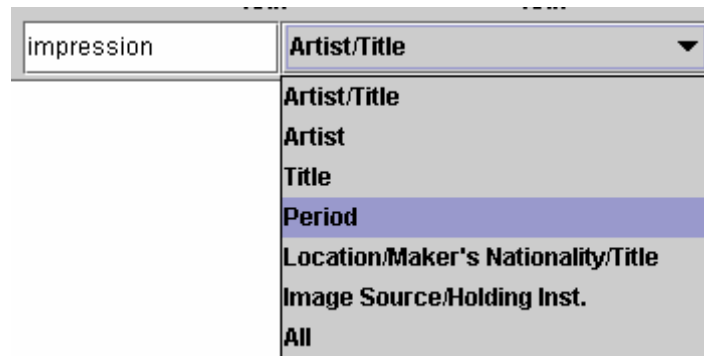 impression Artist/Title
Artist/Title
Artist
Title
Period
Location/Maker's Nationality/Title
Image Source/Holding Inst.
All